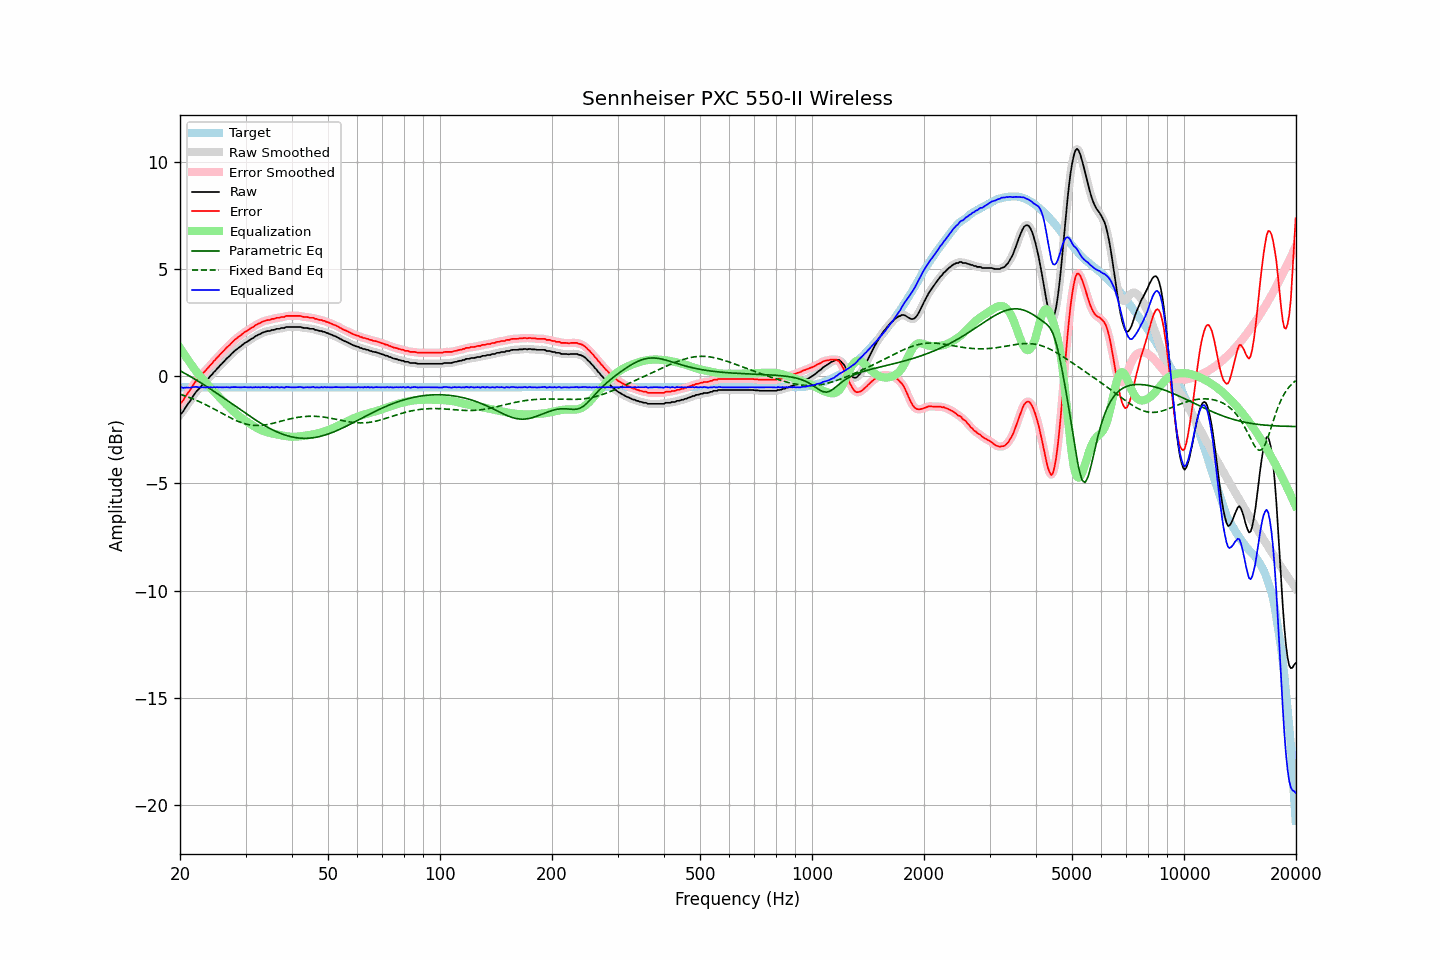 Sennheiser PXC 550-II Wireless
Target
Raw Smoothed
Error Smoothed
Raw
Error
Equalization
Parametric Eq
Fixed Band Eq
Equalized
10
5
0
−5
−10
−15
−20
Amplitude (dBr)
20
50
100
200
500
1000
2000
5000
10000
20000
Frequency (Hz)